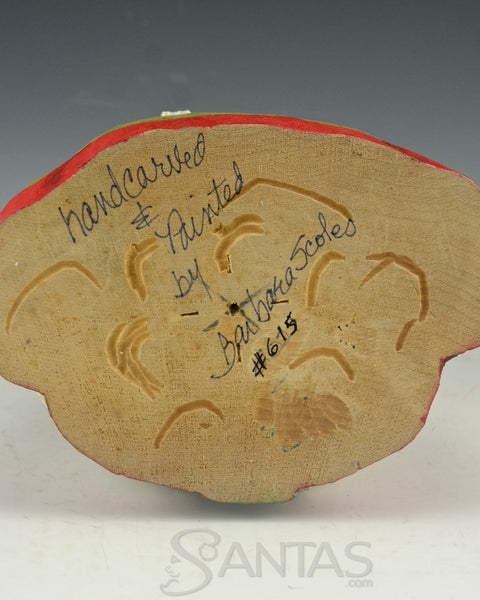 handcarved
&
Painted
by
Barbara Scoles
#615
SANTAS
.com